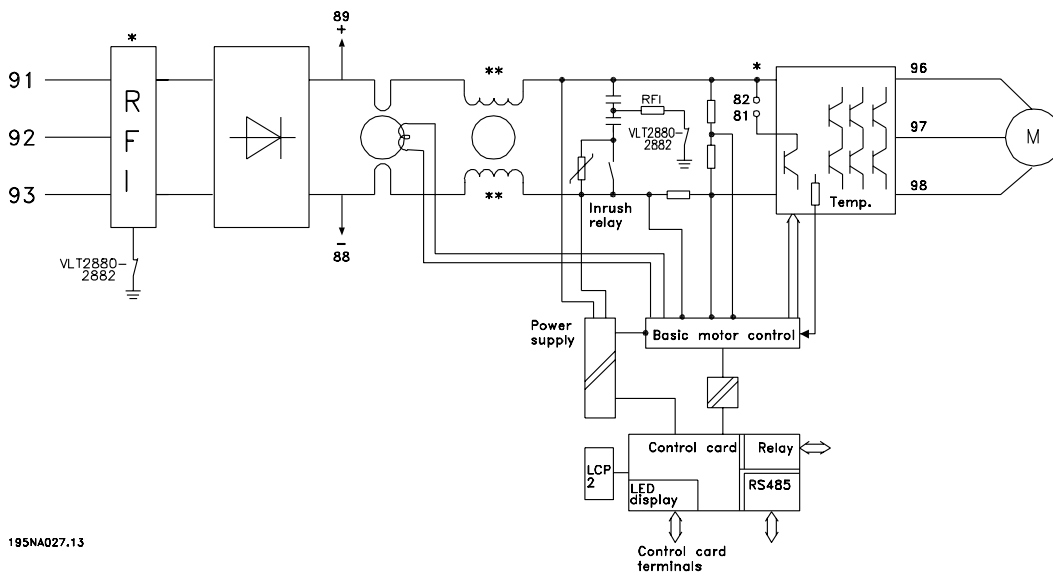 89
+
91
92
93
*
R
F
I
VLT2880-
2882
−
88
**
**
RFI
VLT2880-
2882
Inrush
relay
*
82
81
Temp.
96
97
98
M
Power
supply
Basic motor control
Control card
Relay
LCP
2
LED
display
RS485
Control card
terminals
195NA027.13